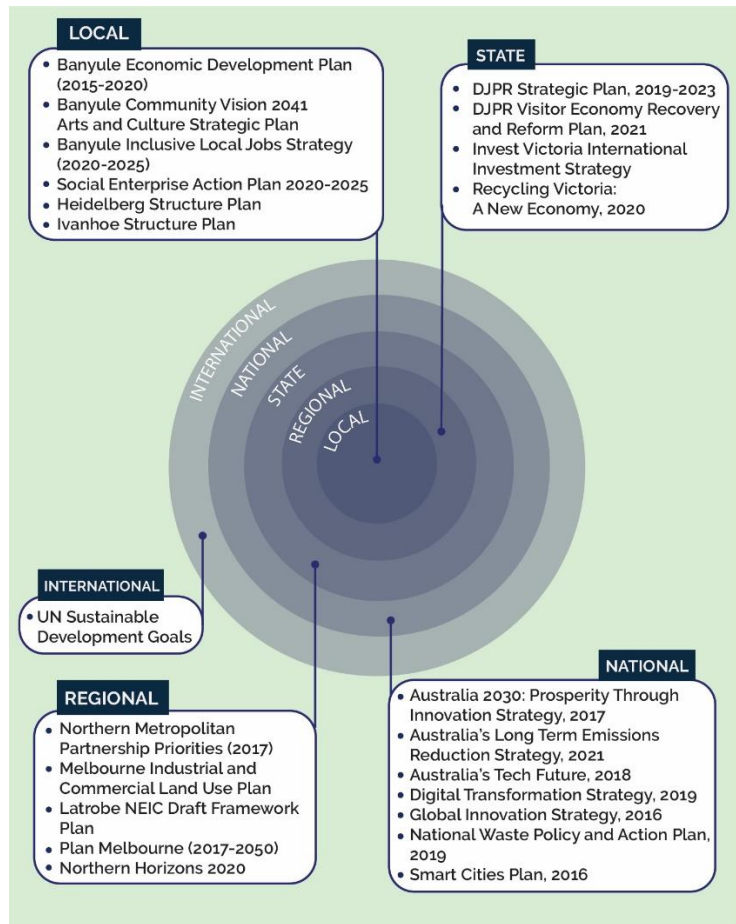 LOCAL
• Banyule Economic Development Plan
(2015-2020)
• Banyule Community Vision 2041
Arts and Culture Strategic Plan
• Banyule Inclusive Local Jobs Strategy
(2020-2025)
• Social Enterprise Action Plan 2020-2025
• Heidelberg Structure Plan
• Ivanhoe Structure Plan
STATE
• DJPR Strategic Plan, 2019-2023
• DJPR Visitor Economy Recovery
and Reform Plan, 2021
• Invest Victoria International
Investment Strategy
• Recycling Victoria:
A New Economy, 2020
INTERNATIONAL
NATIONAL
STATE
REGIONAL
LOCAL
INTERNATIONAL
• UN Sustainable
Development Goals
REGIONAL
• Northern Metropolitan
Partnership Priorities (2017)
• Melbourne Industrial and
Commercial Land Use Plan
• Latrobe NEIC Draft Framework
Plan
• Plan Melbourne (2017-2050)
• Northern Horizons 2020
NATIONAL
• Australia 2030: Prosperity Through
Innovation Strategy, 2017
• Australia's Long Term Emissions
Reduction Strategy, 2021
• Australia's Tech Future, 2018
• Digital Transformation Strategy, 2019
• Global Innovation Strategy, 2016
• National Waste Policy and Action Plan,
2019
• Smart Cities Plan, 2016